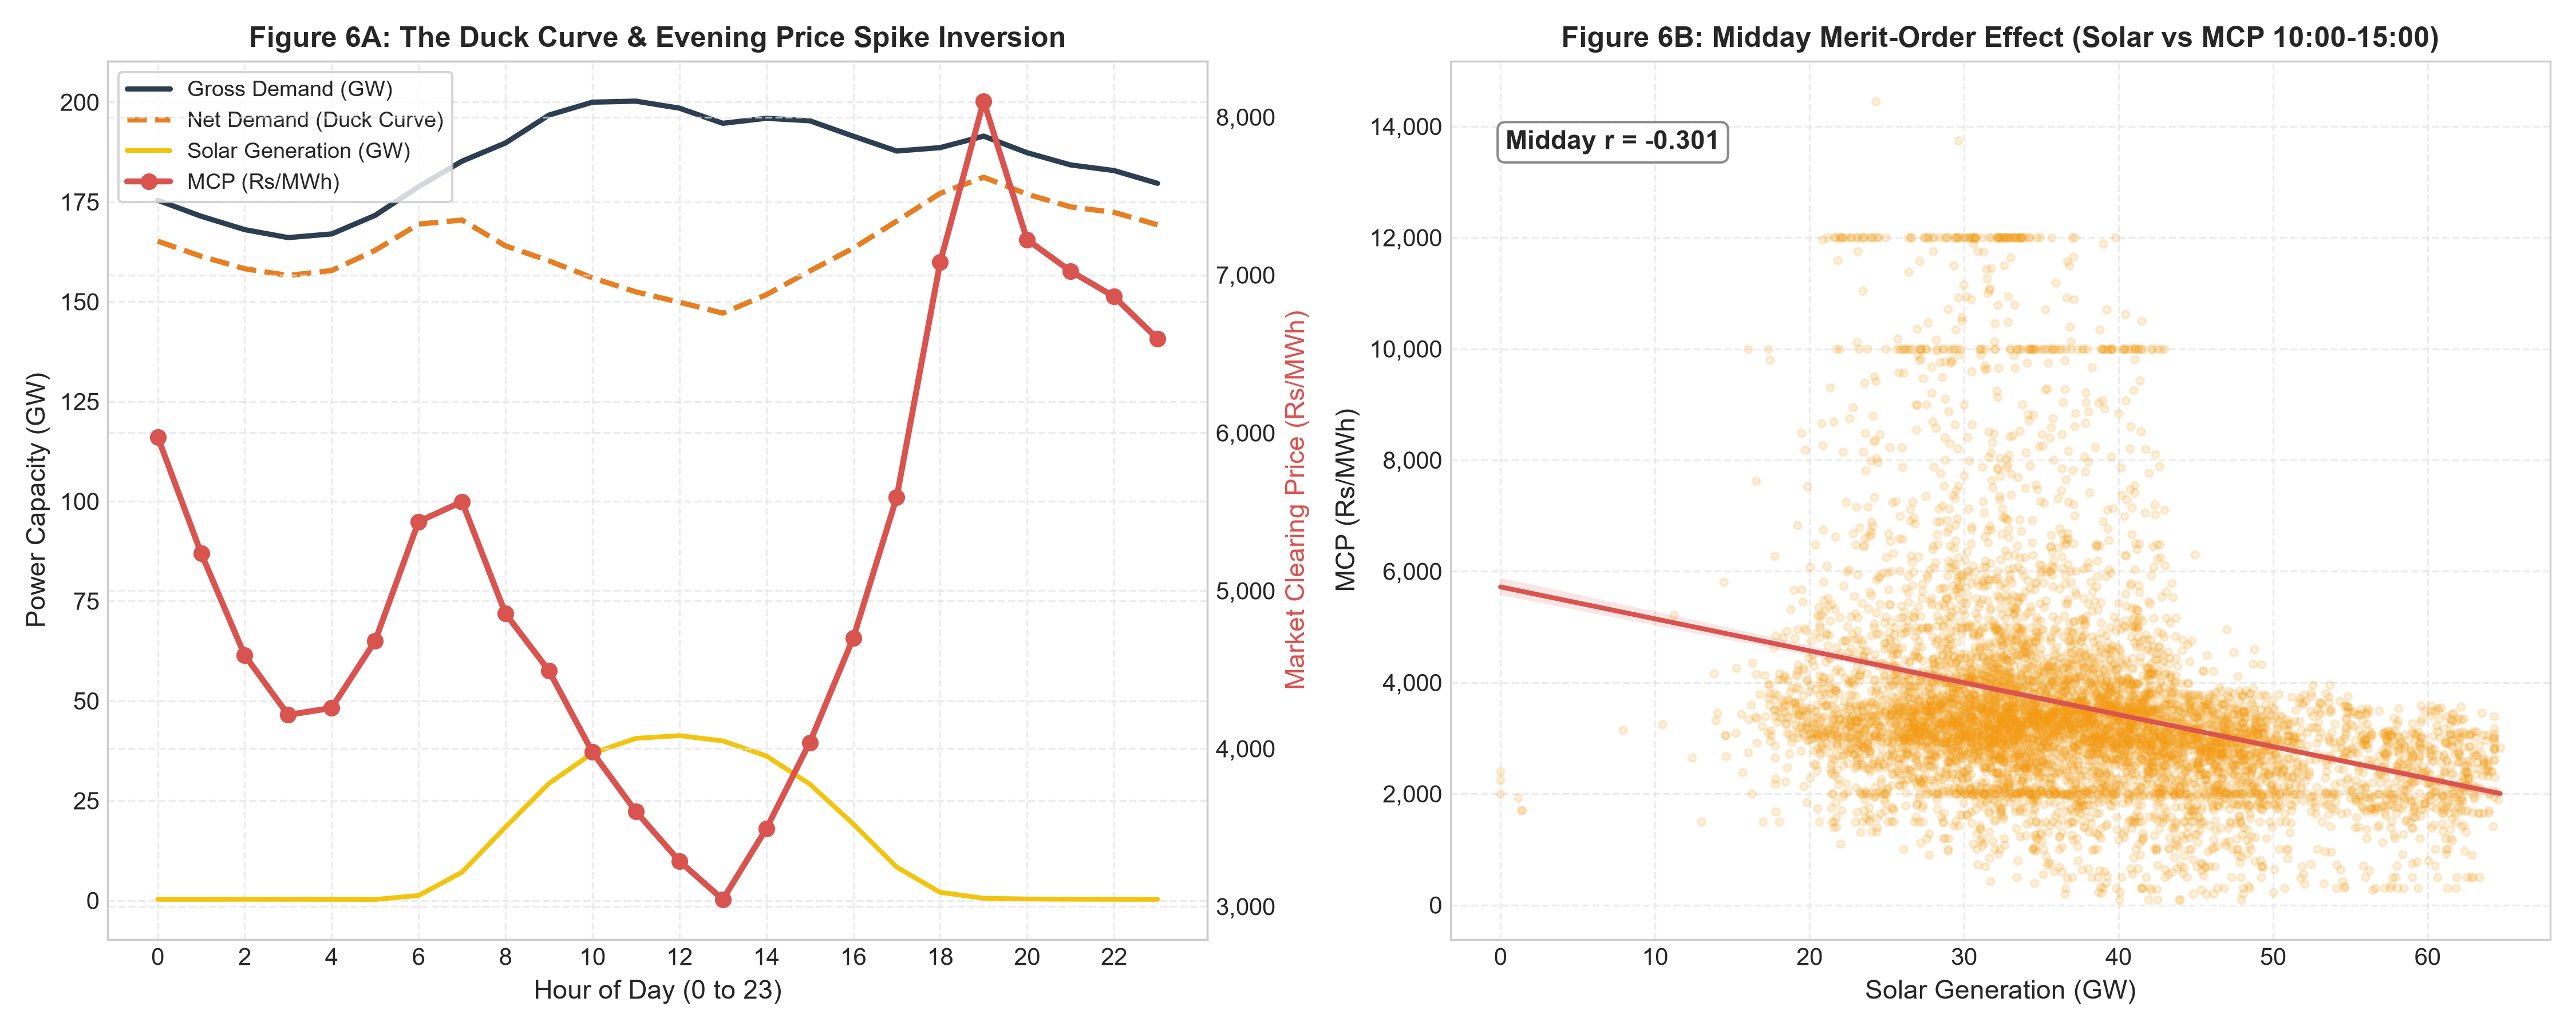 Figure 6A: The Duck Curve & Evening Price Spike Inversion
Gross Demand (GW)
Net Demand (Duck Curve)
Solar Generation (GW)
MCP (Rs/MWh)
200
175
150
125
100
75
50
25
0
Power Capacity (GW)
8,000
7,000
6,000
5,000
4,000
3,000
Market Clearing Price (Rs/MWh)
0 2 4 6 8 10 12 14 16 18 20 22
Hour of Day (0 to 23)
Figure 6B: Midday Merit-Order Effect (Solar vs MCP 10:00-15:00)
Midday r = -0.301
14,000
12,000
10,000
8,000
6,000
4,000
2,000
0
MCP (Rs/MWh)
0 10 20 30 40 50 60
Solar Generation (GW)